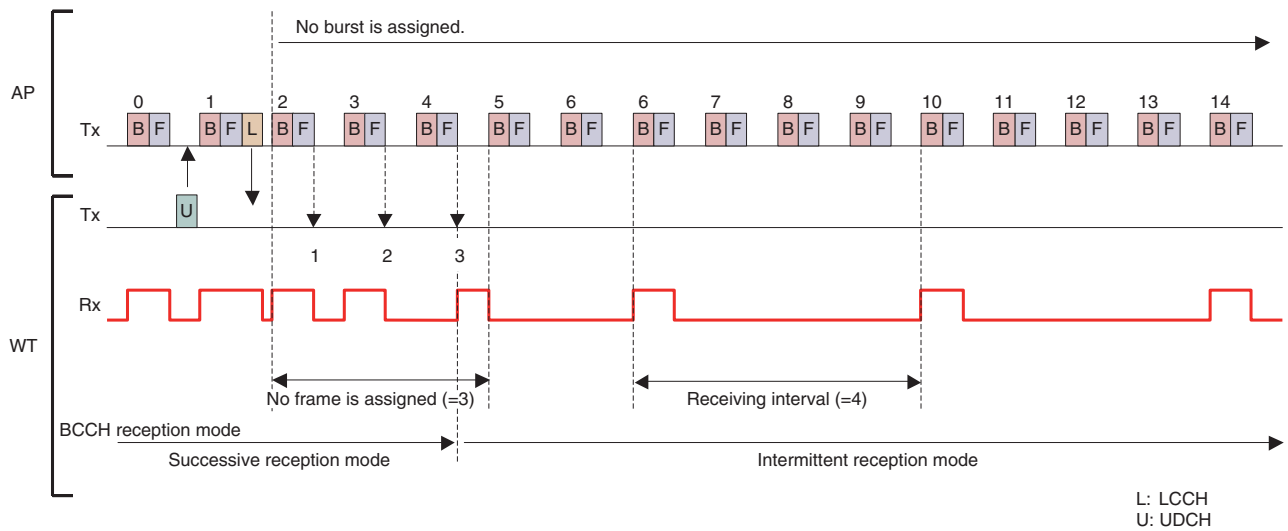 No burst is assigned.
AP
0 1 2 3 4 5 6 6 7 8 9 10 11 12 13 14
Tx B F B F L B F B F B F B F B F B F B F B F B F B F B F B F B F B F
Tx U
1 2 3
Rx
WT
No frame is assigned (=3) Receiving interval (=4)
BCCH reception mode
Successive reception mode Intermittent reception mode
L: LCCH
U: UDCH